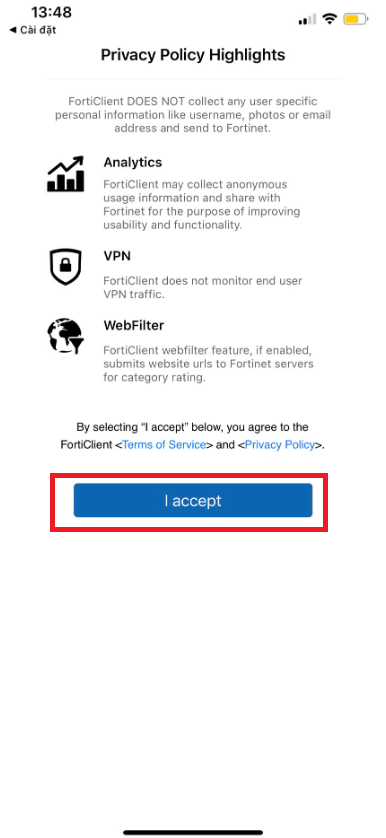 13:48
◀ Cài đặt
Privacy Policy Highlights
FortiClient DOES NOT collect any user specific
personal information like username, photos or email
address and send to Fortinet.
Analytics
FortiClient may collect anonymous
usage information and share with
Fortinet for the purpose of improving
usability and functionality.
VPN
FortiClient does not monitor end user
VPN traffic.
WebFilter
FortiClient webfilter feature, if enabled,
submits website urls to Fortinet servers
for category rating.
By selecting “I accept” below, you agree to the
FortiClient <Terms of Service> and <Privacy Policy>.
I accept